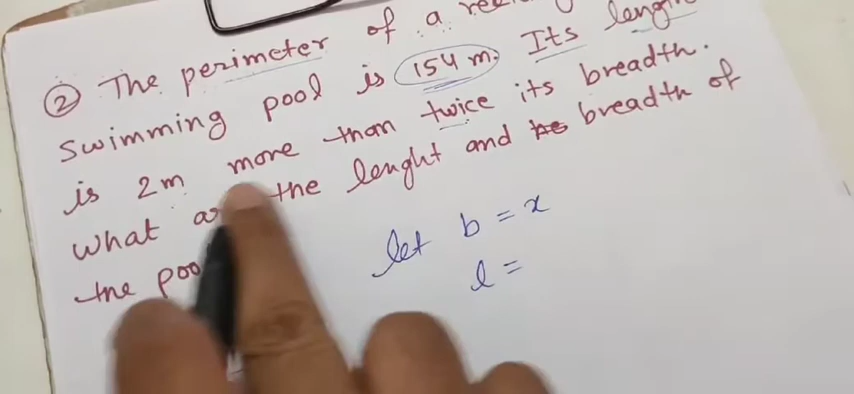 ② The perimeter of a
Swimming pool is 154 m. Its length
is 2m more than twice its breadth.
What the lenght and breadth of
the
let b = x
l =